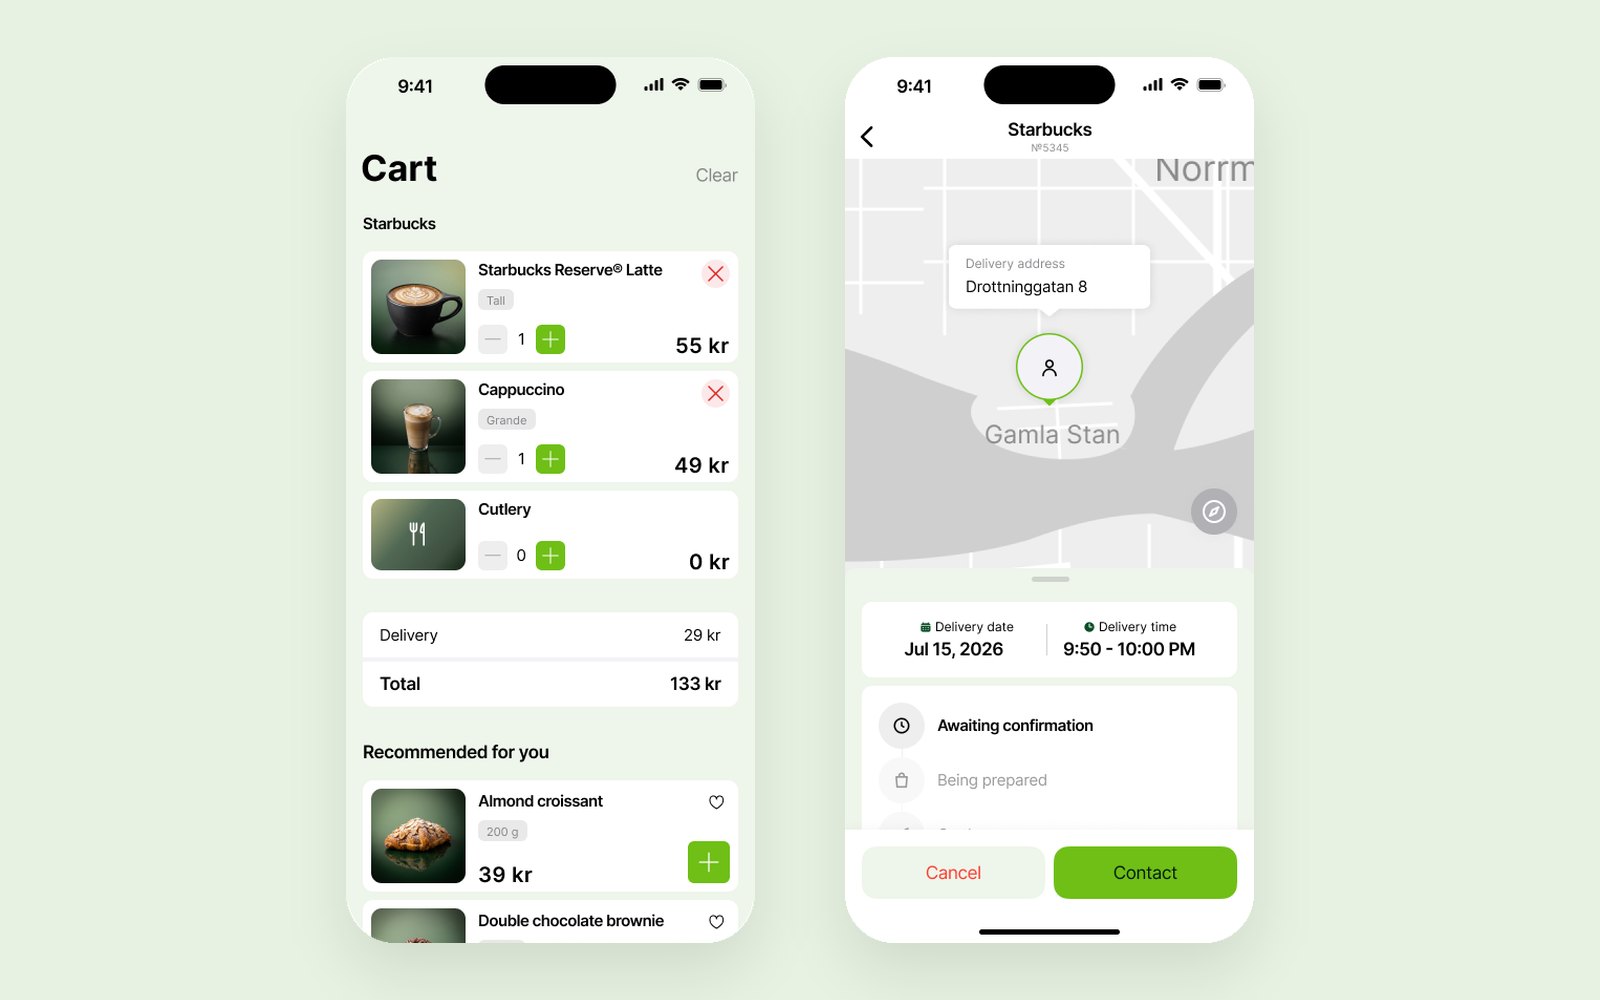 9:41
Cart
Clear
Starbucks
Starbucks Reserve® Latte
Tall
1
55 kr
Cappuccino
Grande
1
49 kr
Cutlery
0
0 kr
Delivery
29 kr
Total
133 kr
Recommended for you
Almond croissant
200 g
39 kr
Double chocolate brownie
9:41
Starbucks
№5345
Norrm
Delivery address
Drottninggatan 8
Gamla Stan
Delivery date
Jul 15, 2026
Delivery time
9:50 - 10:00 PM
Awaiting confirmation
Being prepared
Cancel
Contact